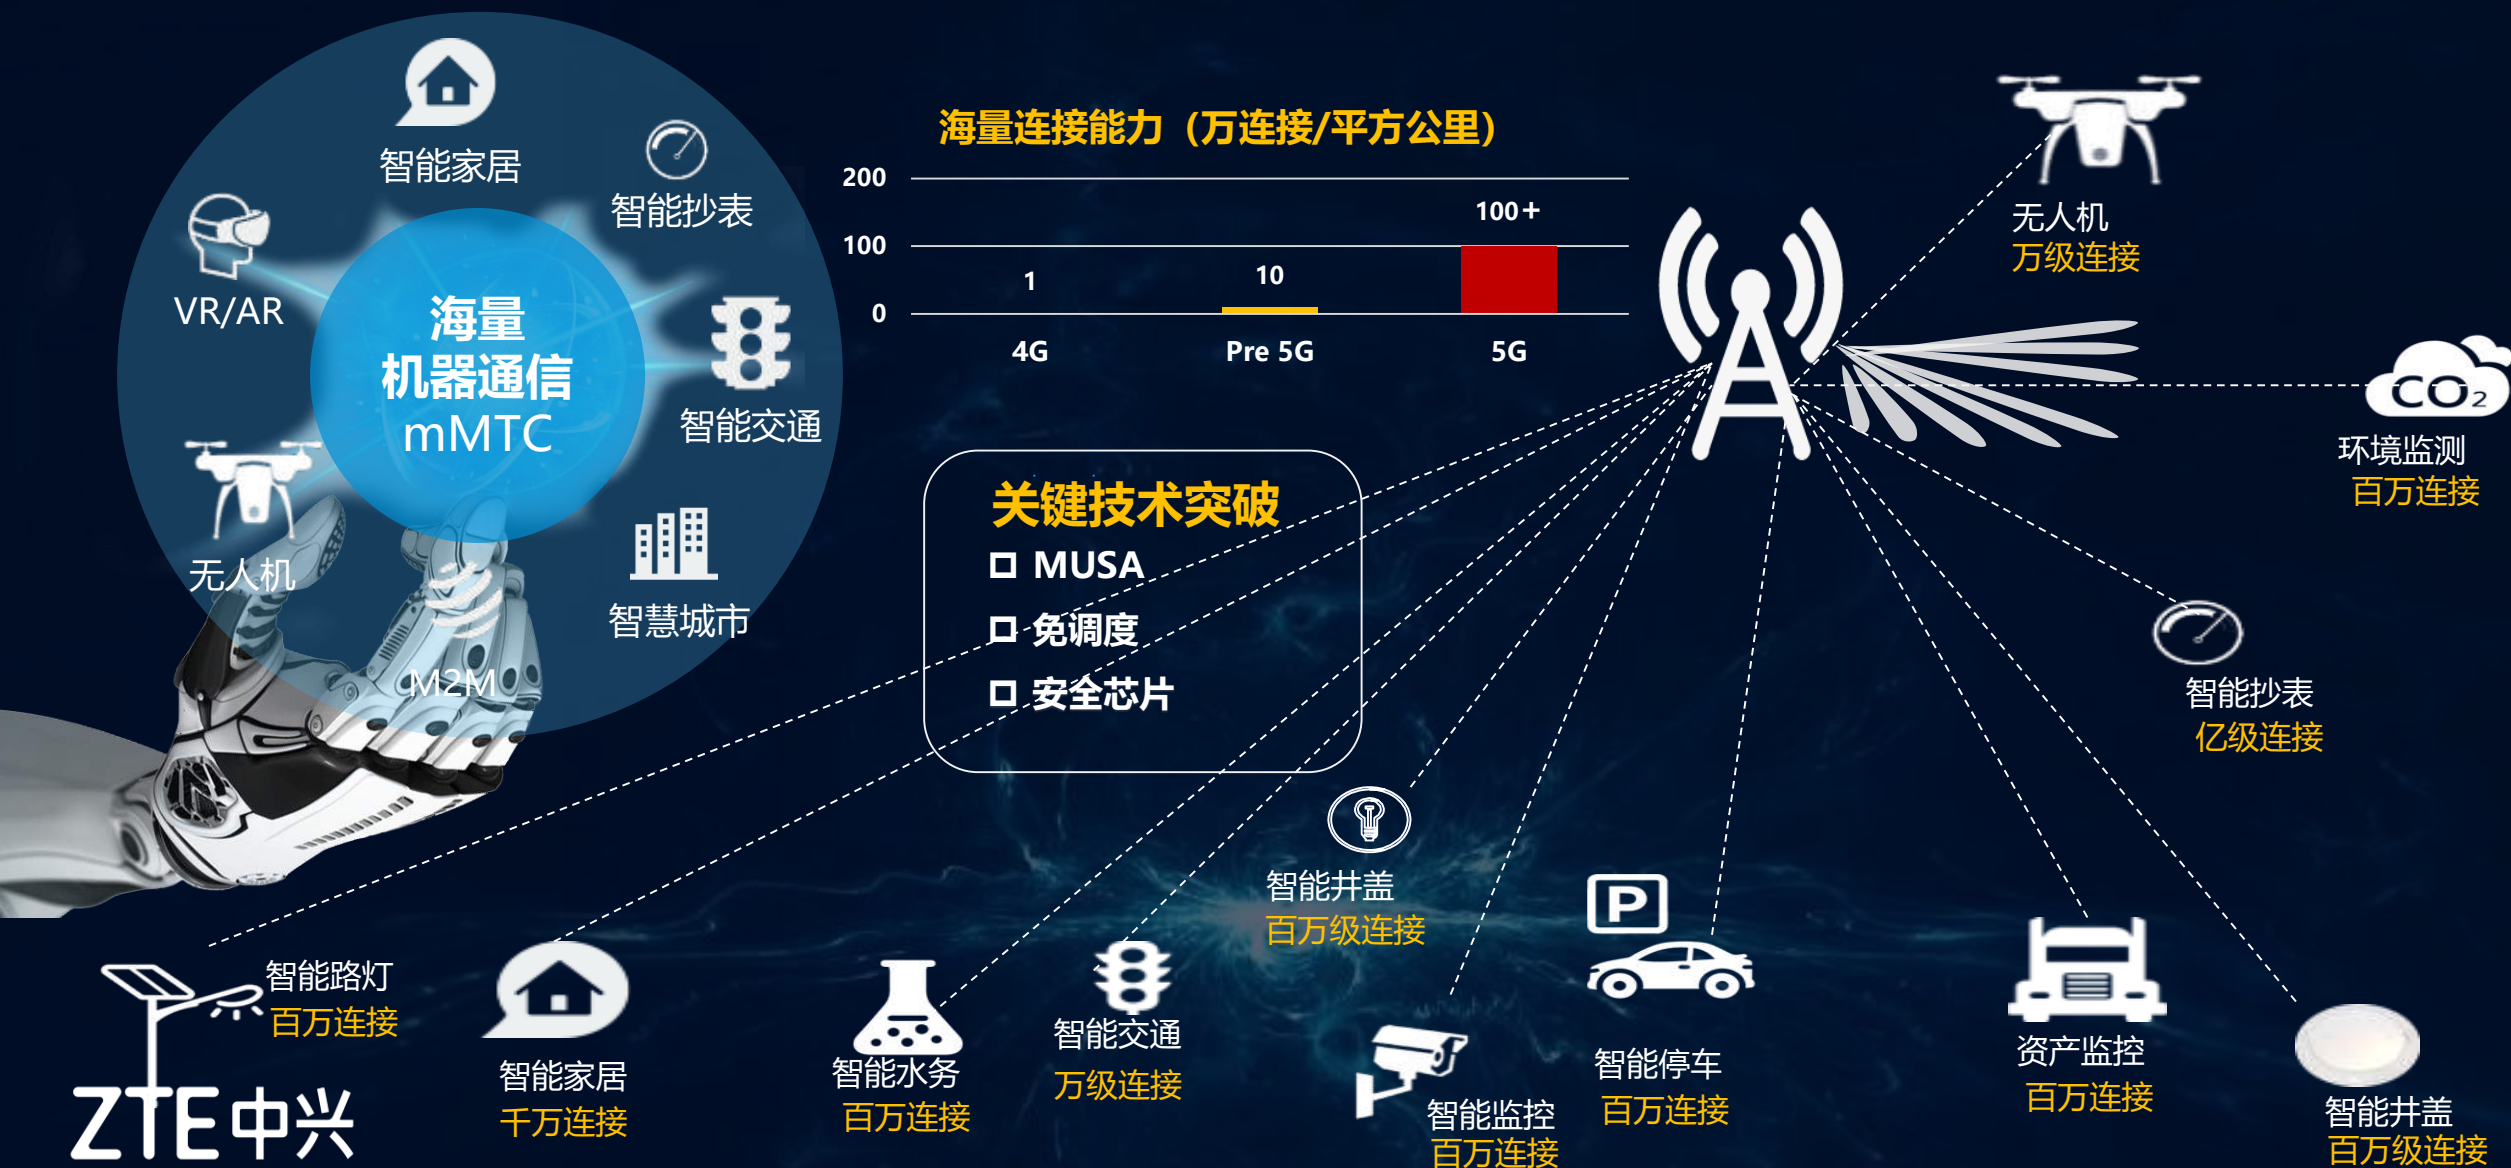 智能家居
智能抄表
VR/AR
海量
机器通信
mMTC
智能交通
无人机
智慧城市
M2M
海量连接能力（万连接/平方公里）
200
100
0
1
10
100+
4G
Pre 5G
5G
关键技术突破
MUSA
免调度
安全芯片
无人机
万级连接
CO2
环境监测
百万连接
智能抄表
亿级连接
智能井盖
百万级连接
P
智能路灯
百万连接
智能家居
千万连接
智能水务
百万连接
智能交通
万级连接
智能监控
百万连接
智能停车
百万连接
资产监控
百万连接
智能井盖
百万级连接
ZTE中兴